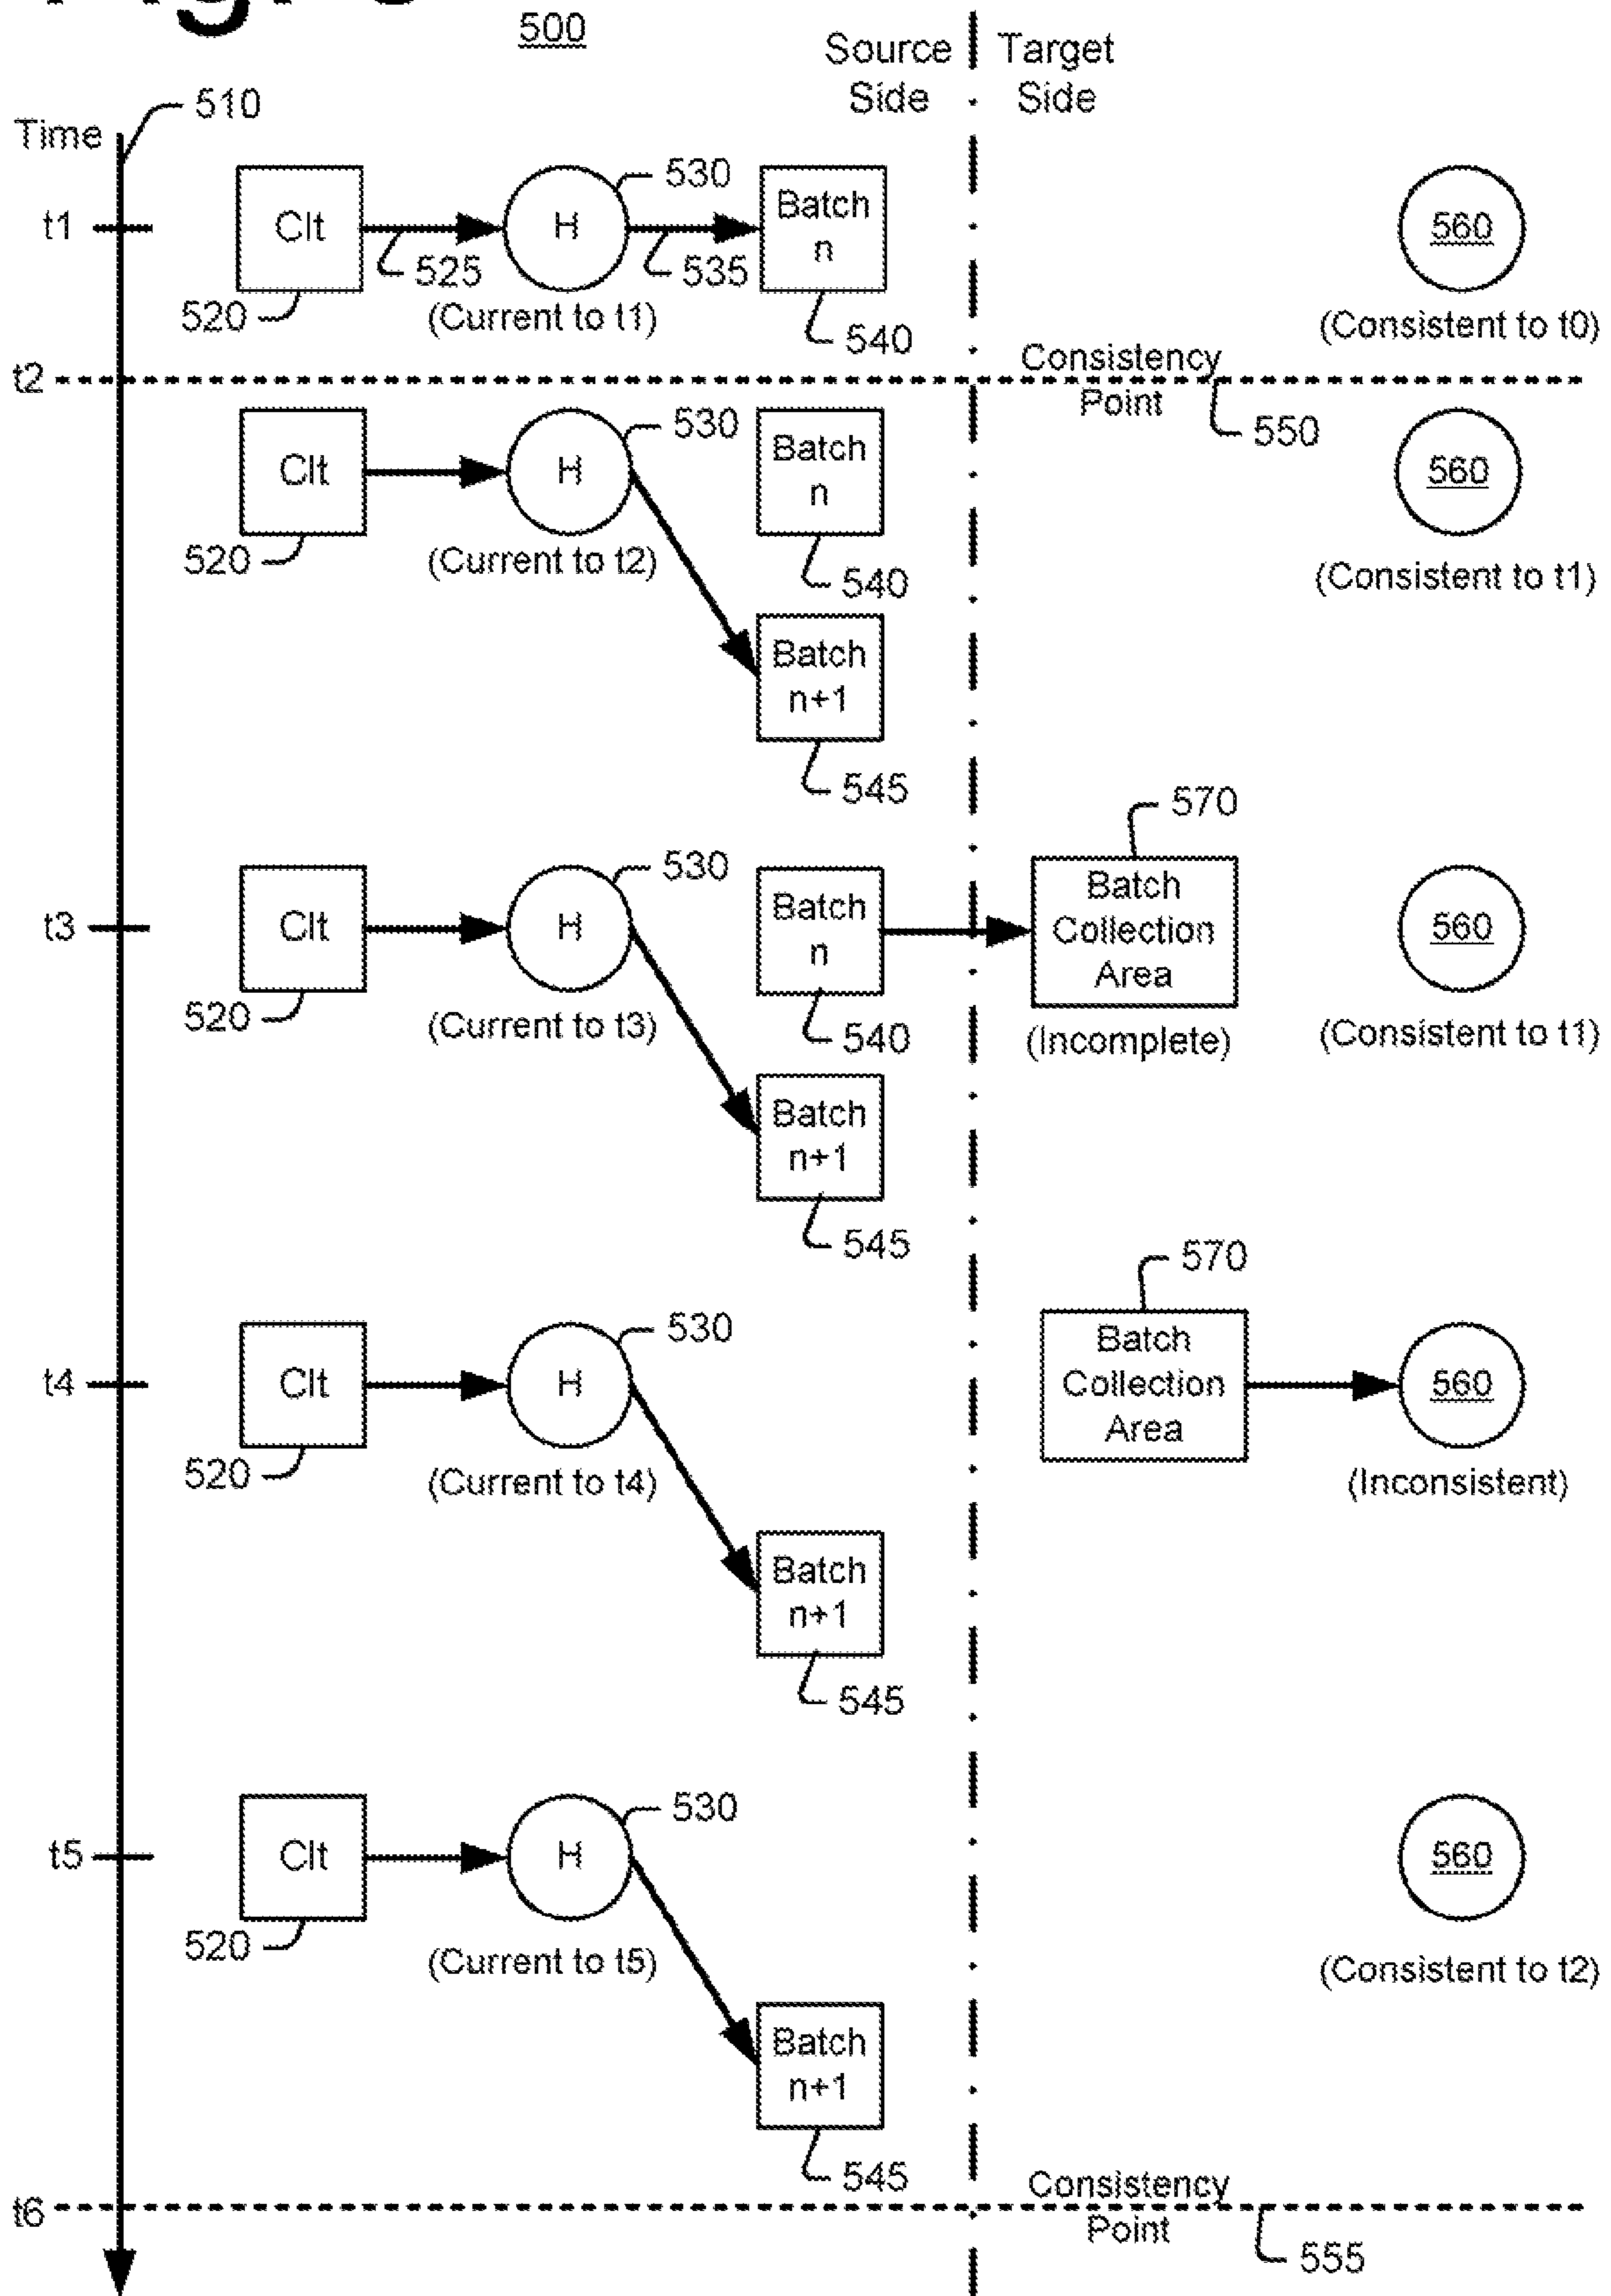 500
Source Side
Target Side
510
Time
t1
Clt
520
525
H
530
(Current to t1)
535
Batch n
540
560
(Consistent to t0)
t2
Consistency Point
550
Clt
520
H
530
(Current to t2)
Batch n
540
Batch n+1
545
560
(Consistent to t1)
t3
Clt
520
H
530
(Current to t3)
Batch n
540
Batch n+1
545
570
Batch Collection Area
(Incomplete)
560
(Consistent to t1)
t4
Clt
520
H
530
(Current to t4)
Batch n+1
545
570
Batch Collection Area
560
(Inconsistent)
t5
Clt
520
H
530
(Current to t5)
Batch n+1
545
560
(Consistent to t2)
t6
Consistency Point
555